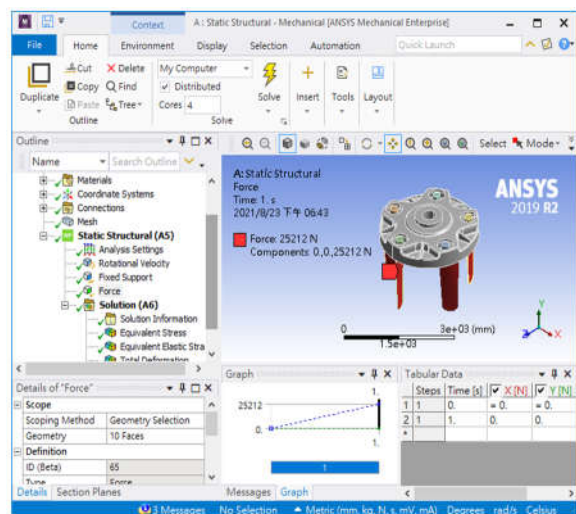 Context
A : Static Structural - Mechanical [ANSYS Mechanical Enterprise]
File Home Environment Display Selection Automation Quick Launch
Duplicate Cut Copy Paste Delete Find Tree
My Computer
Distributed
Cores 4
Solve Insert Tools Layout
Outline Solve
Outline
Name Search Outline
Select Mode
Materials
Coordinate Systems
Connections
Mesh
Static Structural (A5)
Analysis Settings
Rotational Velocity
Fixed Support
Force
Solution (A6)
Solution Information
Equivalent Stress
Equivalent Elastic Stra
Total Deformation
A: Static Structural
Force
Time: 1. s
2021/8/23 下午 06:43
Force: 25212 N
Components: 0,0,25212 N
ANSYS
2019 R2
0 3e+03 (mm)
1.5e+03
Y
X
Z
Details of "Force"
Scope
Scoping Method Geometry Selection
Geometry 10 Faces
Definition
ID (Beta) 65
Type Force
Details Section Planes
Graph
1.
25212
0.
1.
1
Messages Graph
Tabular Data
Steps Time [s] X [N] Y [N]
1 1 0. = 0. = 0.
2 1 1. 0. 0.
*
3 Messages No Selection Metric (mm, kg, N, s, mV, mA) Degrees rad/s Celsius